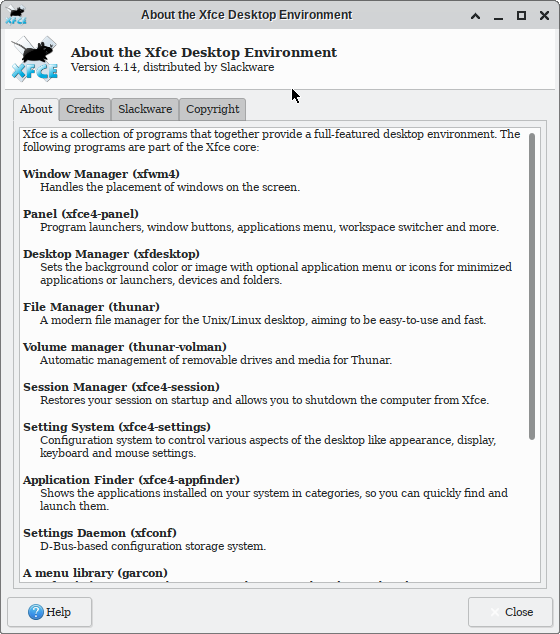 About the Xfce Desktop Environment
XFCE
About the Xfce Desktop Environment
Version 4.14, distributed by Slackware
XFCE
About
Credits
Slackware
Copyright
Xfce is a collection of programs that together provide a full-featured desktop environment. The
following programs are part of the Xfce core:
Window Manager (xfwm4)
Handles the placement of windows on the screen.
Panel (xfce4-panel)
Program launchers, window buttons, applications menu, workspace switcher and more.
Desktop Manager (xfdesktop)
Sets the background color or image with optional application menu or icons for minimized
applications or launchers, devices and folders.
File Manager (thunar)
A modern file manager for the Unix/Linux desktop, aiming to be easy-to-use and fast.
Volume manager (thunar-volman)
Automatic management of removable drives and media for Thunar.
Session Manager (xfce4-session)
Restores your session on startup and allows you to shutdown the computer from Xfce.
Setting System (xfce4-settings)
Configuration system to control various aspects of the desktop like appearance, display,
keyboard and mouse settings.
Application Finder (xfce4-appfinder)
Shows the applications installed on your system in categories, so you can quickly find and
launch them.
Settings Daemon (xfconf)
D-Bus-based configuration storage system.
A menu library (garcon)
Help
Close